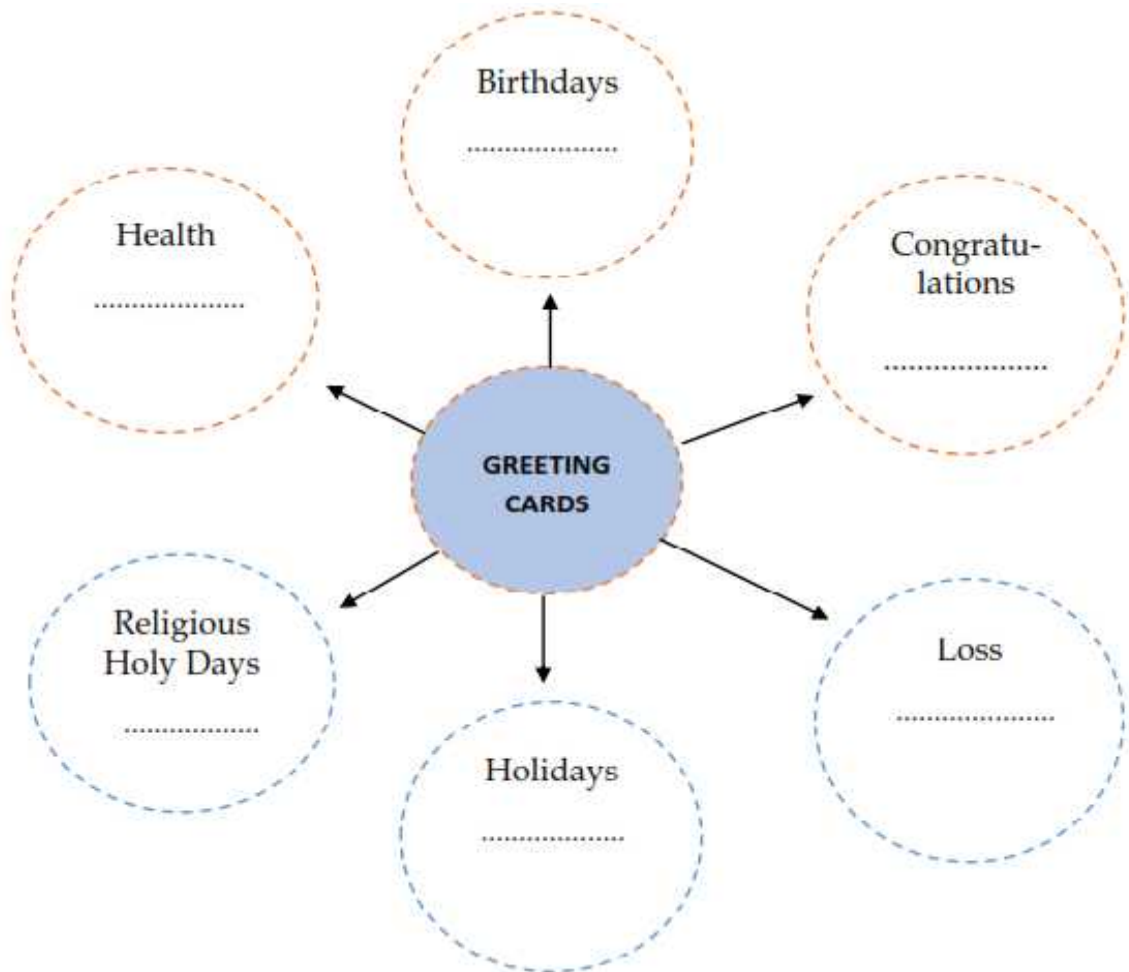 Birthdays
....................
Health
....................
Congratu-
lations
......................
GREETING
CARDS
Religious
Holy Days
..................
Loss
.....................
Holidays
...................